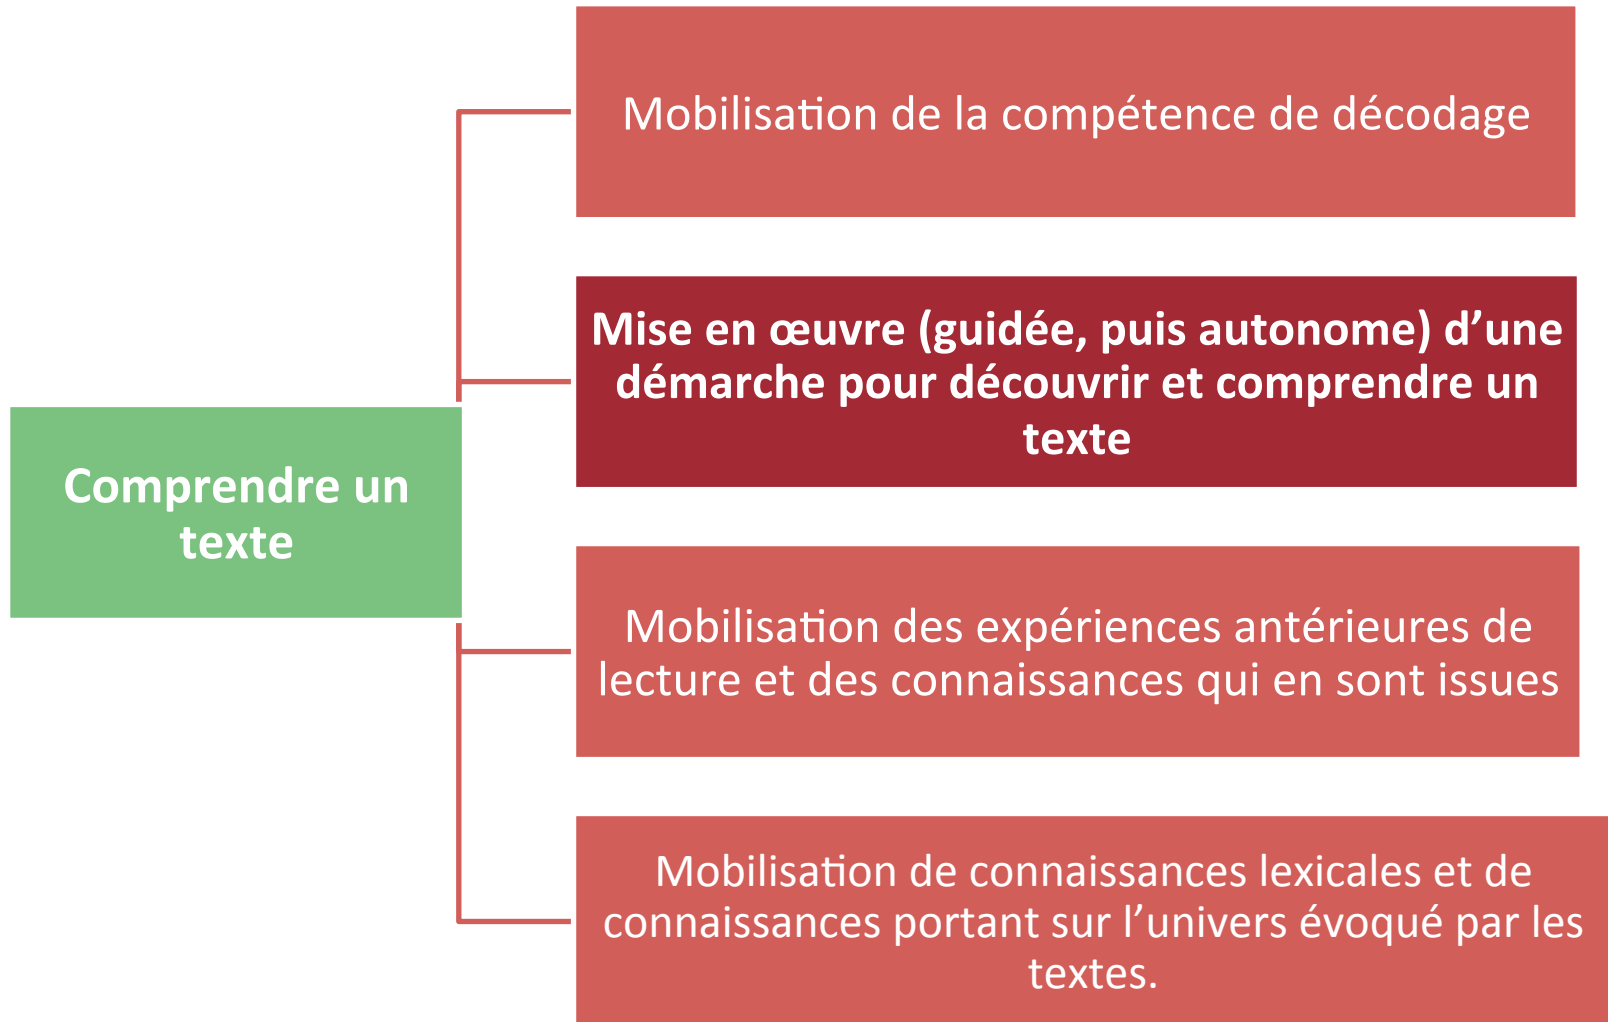 Mobilisation de la compétence de décodage
Mise en œuvre (guidée, puis autonome) d’une
démarche pour découvrir et comprendre un
texte
Comprendre un
texte
Mobilisation des expériences antérieures de
lecture et des connaissances qui en sont issues
Mobilisation de connaissances lexicales et de
connaissances portant sur l’univers évoqué par les
textes.